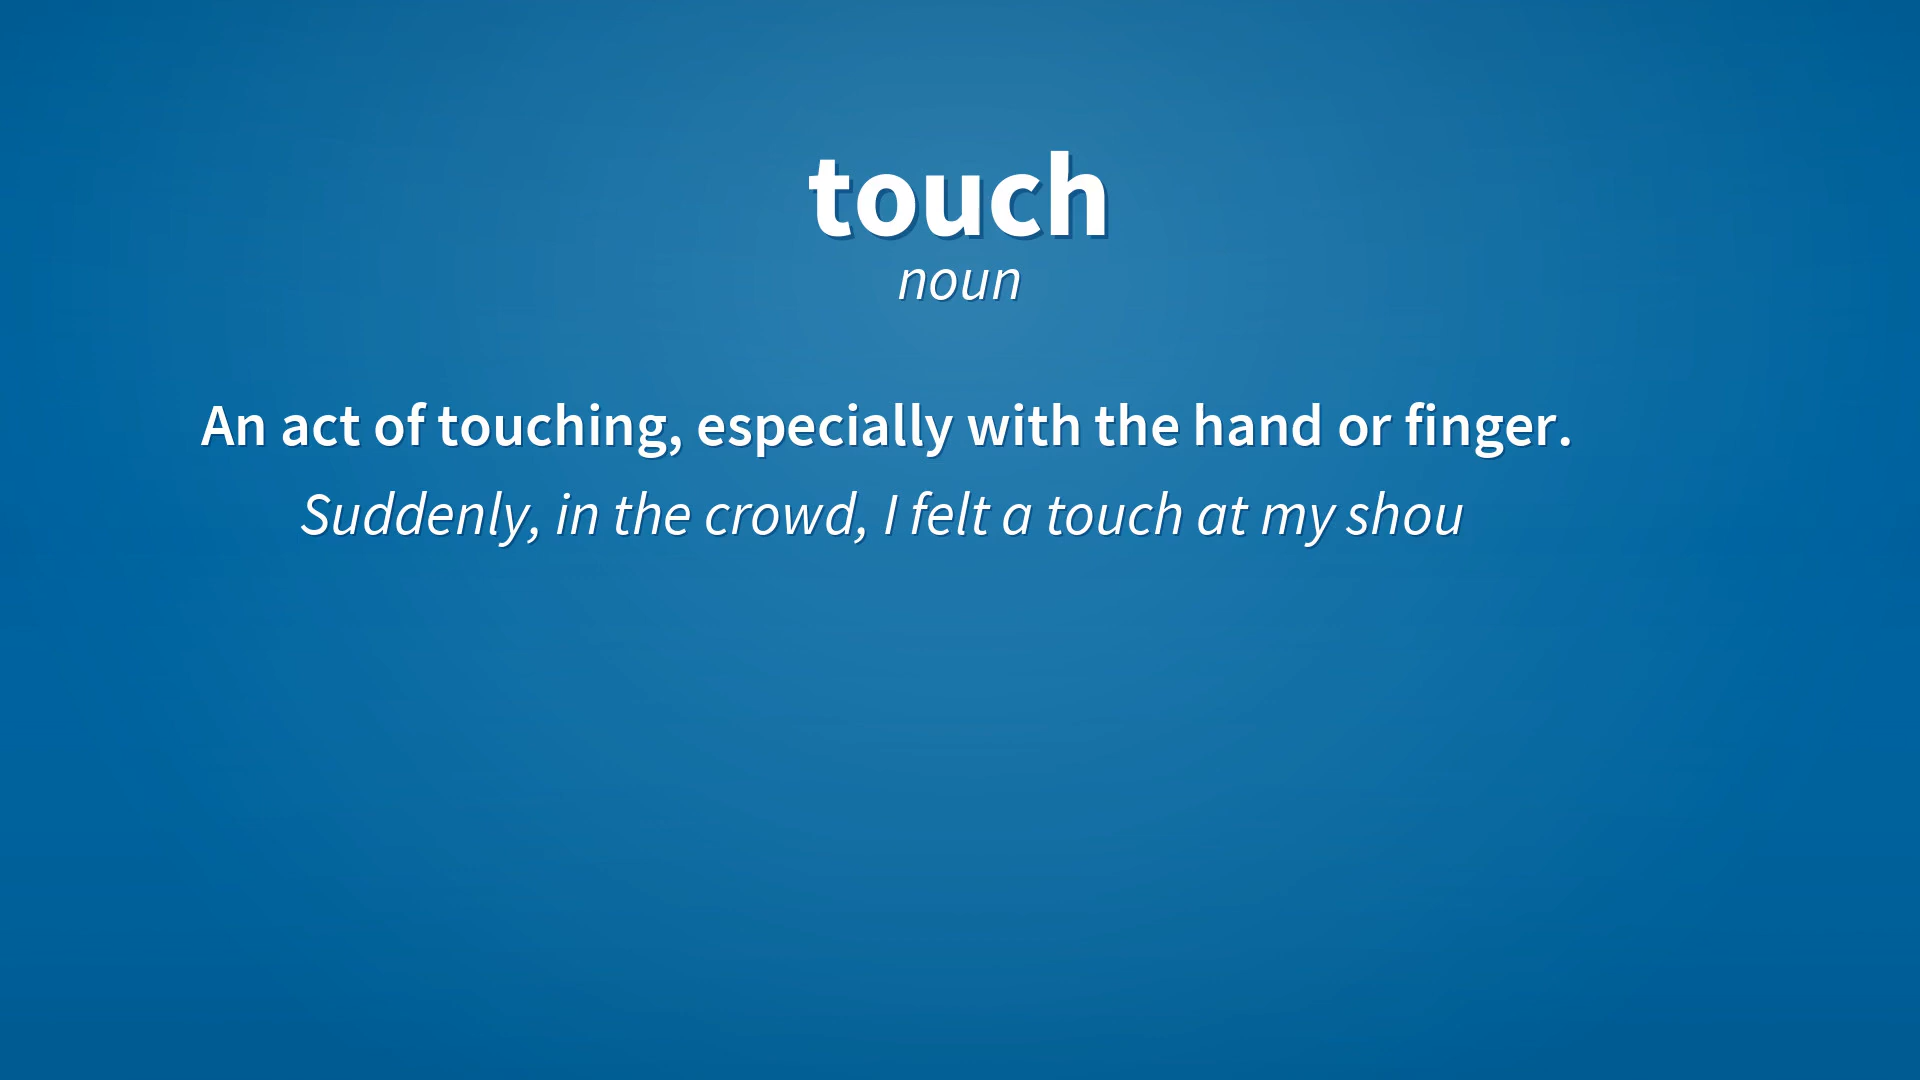 touch
noun
An act of touching, especially with the hand or finger.
Suddenly, in the crowd, I felt a touch at my shou